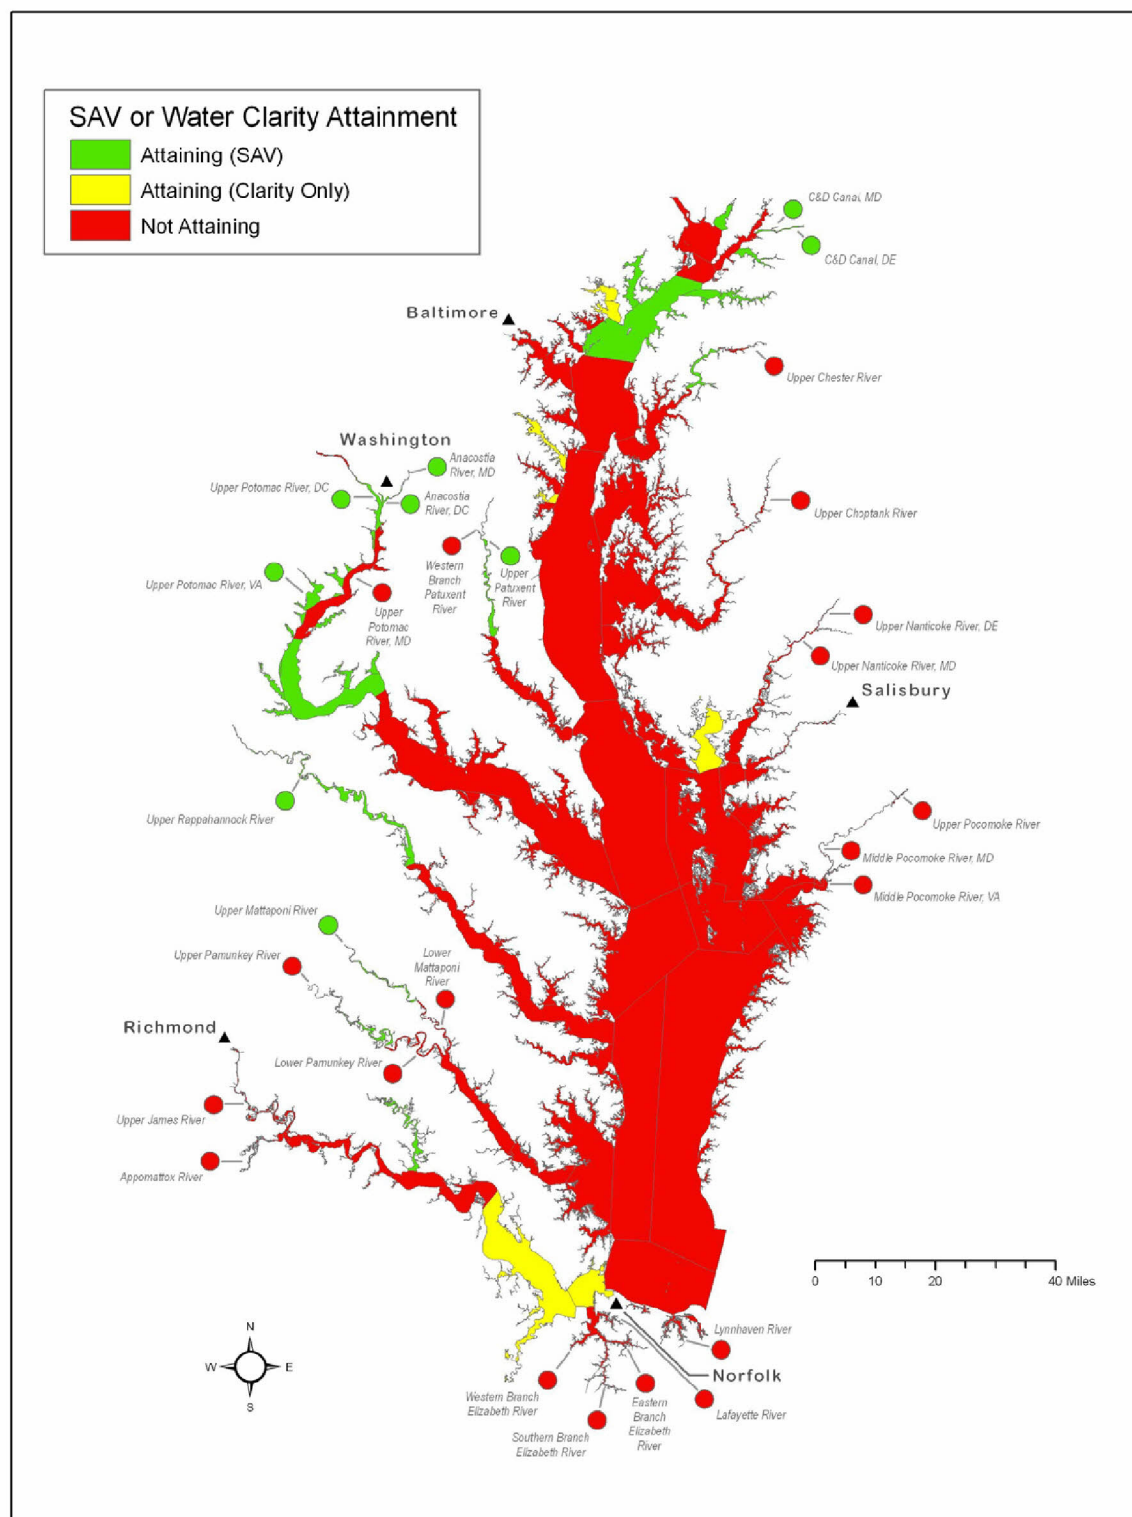 SAV or Water Clarity Attainment
Attaining (SAV)
Attaining (Clarity Only)
Not Attaining
C&D Canal, MD
C&D Canal, DE
Baltimore
Upper Chester River
Washington
Anacostia
River, MD
Upper Potomac River, DC
Anacostia
River, DC
Upper Choptank River
Western
Branch
Patuxent
River
Upper
Patuxent
River
Upper Potomac River, VA
Upper
Potomac
River, MD
Upper Nanticoke River, DE
Upper Nanticoke River, MD
Salisbury
Upper Rappahannock River
Upper Pocomoke River
Middle Pocomoke River, MD
Middle Pocomoke River, VA
Upper Mattaponi River
Upper Pamunkey River
Lower
Mattaponi
River
Richmond
Lower Pamunkey River
Upper James River
Appomattox River
0 10 20 40 Miles
Lynnhaven River
Norfolk
Lafayette River
Western Branch
Elizabeth River
Eastern
Branch
Elizabeth
River
Southern Branch
Elizabeth River
N
W E
S